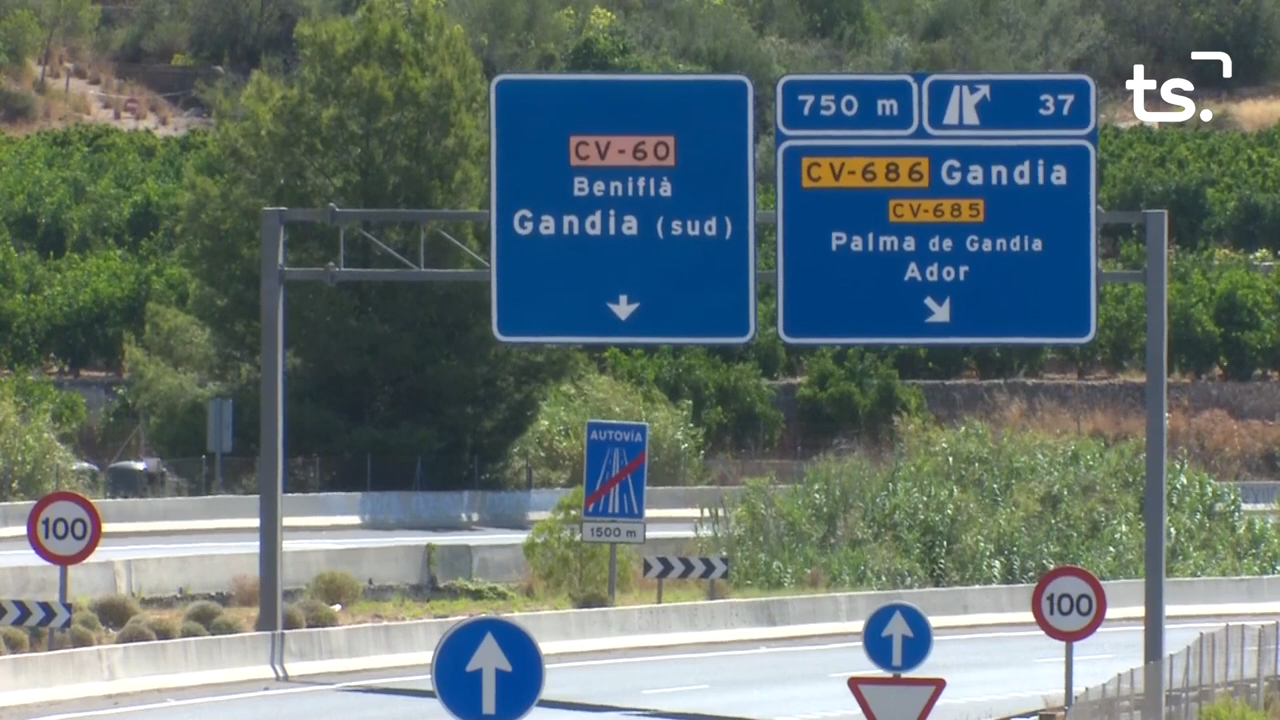 ts.
CV-60
Beniflà
Gandia (sud)
750 m
37
CV-686 Gandia
CV-685
Palma de Gandia
Ador
AUTOVÍA
1500 m
100
100